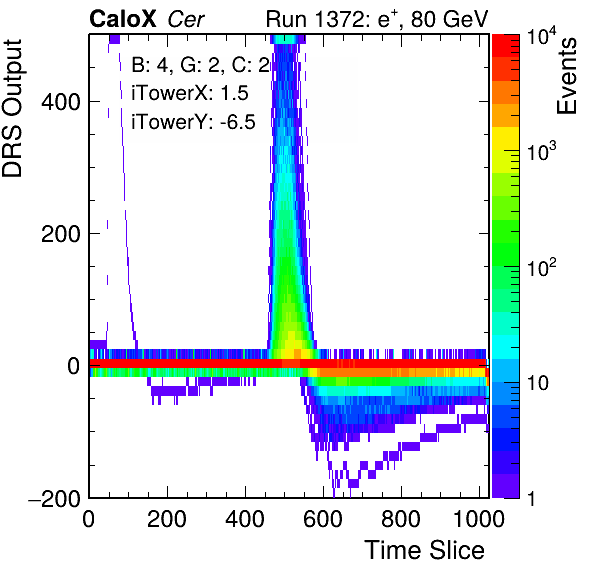 CaloX Cer Run 1372: e+, 80 GeV
B: 4, G: 2, C: 2
iTowerX: 1.5
iTowerY: -6.5
DRS Output
400
200
0
−200
0 200 400 600 800 1000
Time Slice
Events
10^4
10^3
10^2
10
1